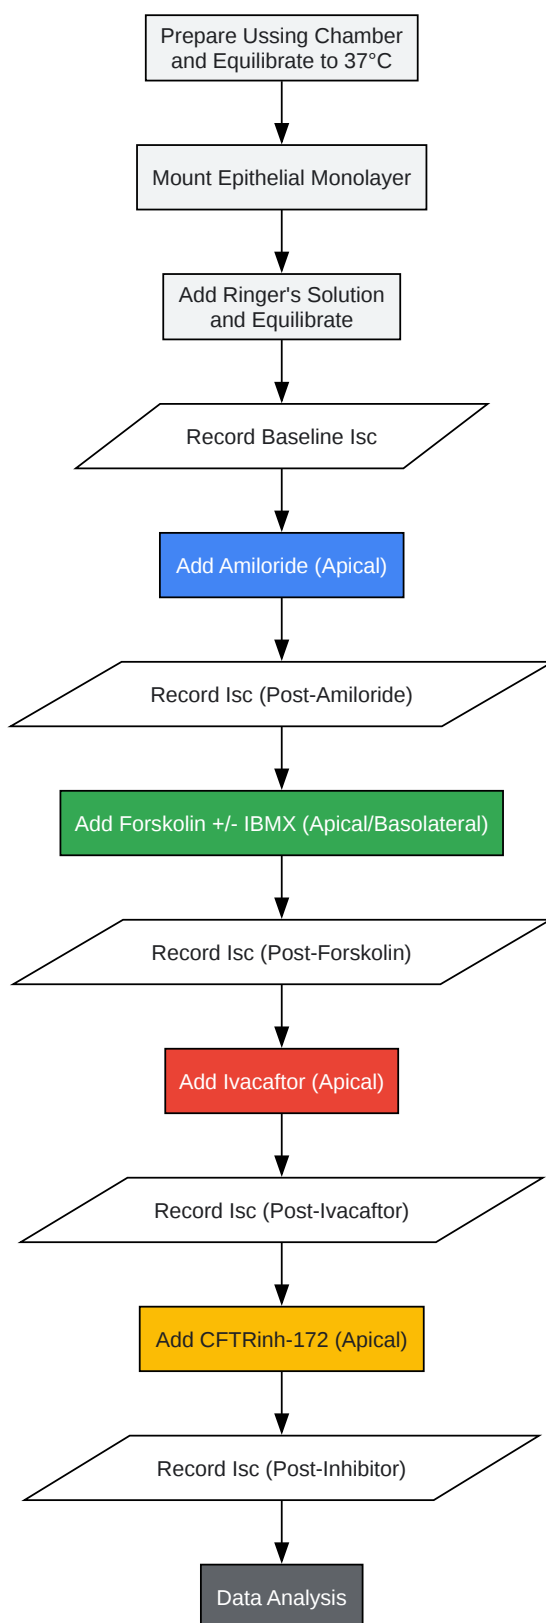 Prepare Ussing Chamber
and Equilibrate to 37°C
Mount Epithelial Monolayer
Add Ringer's Solution
and Equilibrate
Record Baseline Isc
Add Amiloride (Apical)
Record Isc (Post-Amiloride)
Add Forskolin +/- IBMX (Apical/Basolateral)
Record Isc (Post-Forskolin)
Add Ivacaftor (Apical)
Record Isc (Post-Ivacaftor)
Add CFTRinh-172 (Apical)
Record Isc (Post-Inhibitor)
Data Analysis